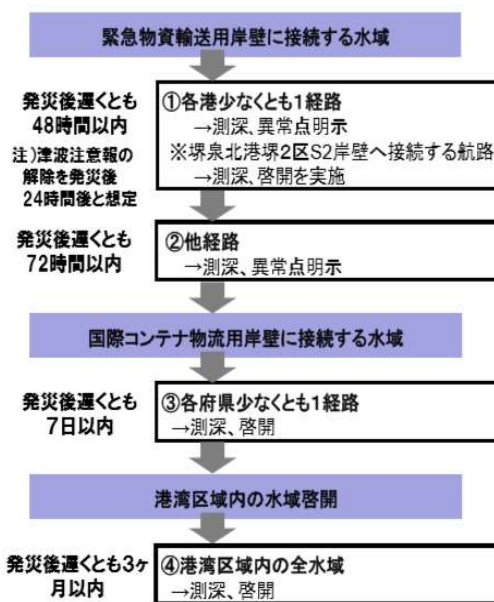 緊急物資輸送用岸壁に接続する水域
発災後遅くとも
48時間以内
注)津波注意報の
解除を発災後
24時間後と想定
①各港少なくとも1経路
→測深、異常点明示
※堺泉北港堺2区S2岸壁へ接続する航路
→測深、啓開を実施
発災後遅くとも
72時間以内
②他経路
→測深、異常点明示
国際コンテナ物流用岸壁に接続する水域
発災後遅くとも
7日以内
③各府県少なくとも1経路
→測深、啓開
港湾区域内の水域啓開
発災後遅くとも3ヶ
月以内
④港湾区域内の全水域
→測深、啓開